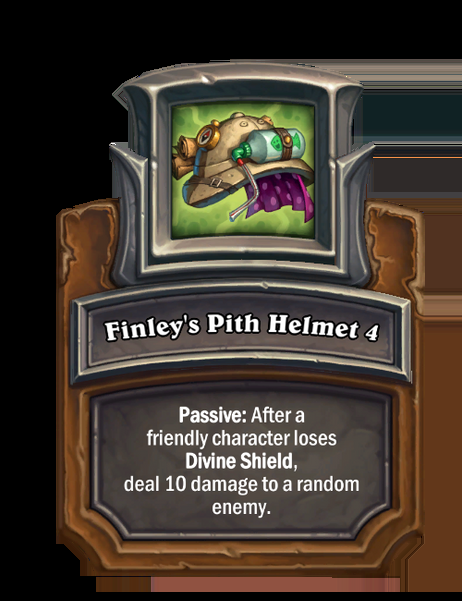 Finley's Pith Helmet 4
Passive: After a
friendly character loses
Divine Shield,
deal 10 damage to a random
enemy.